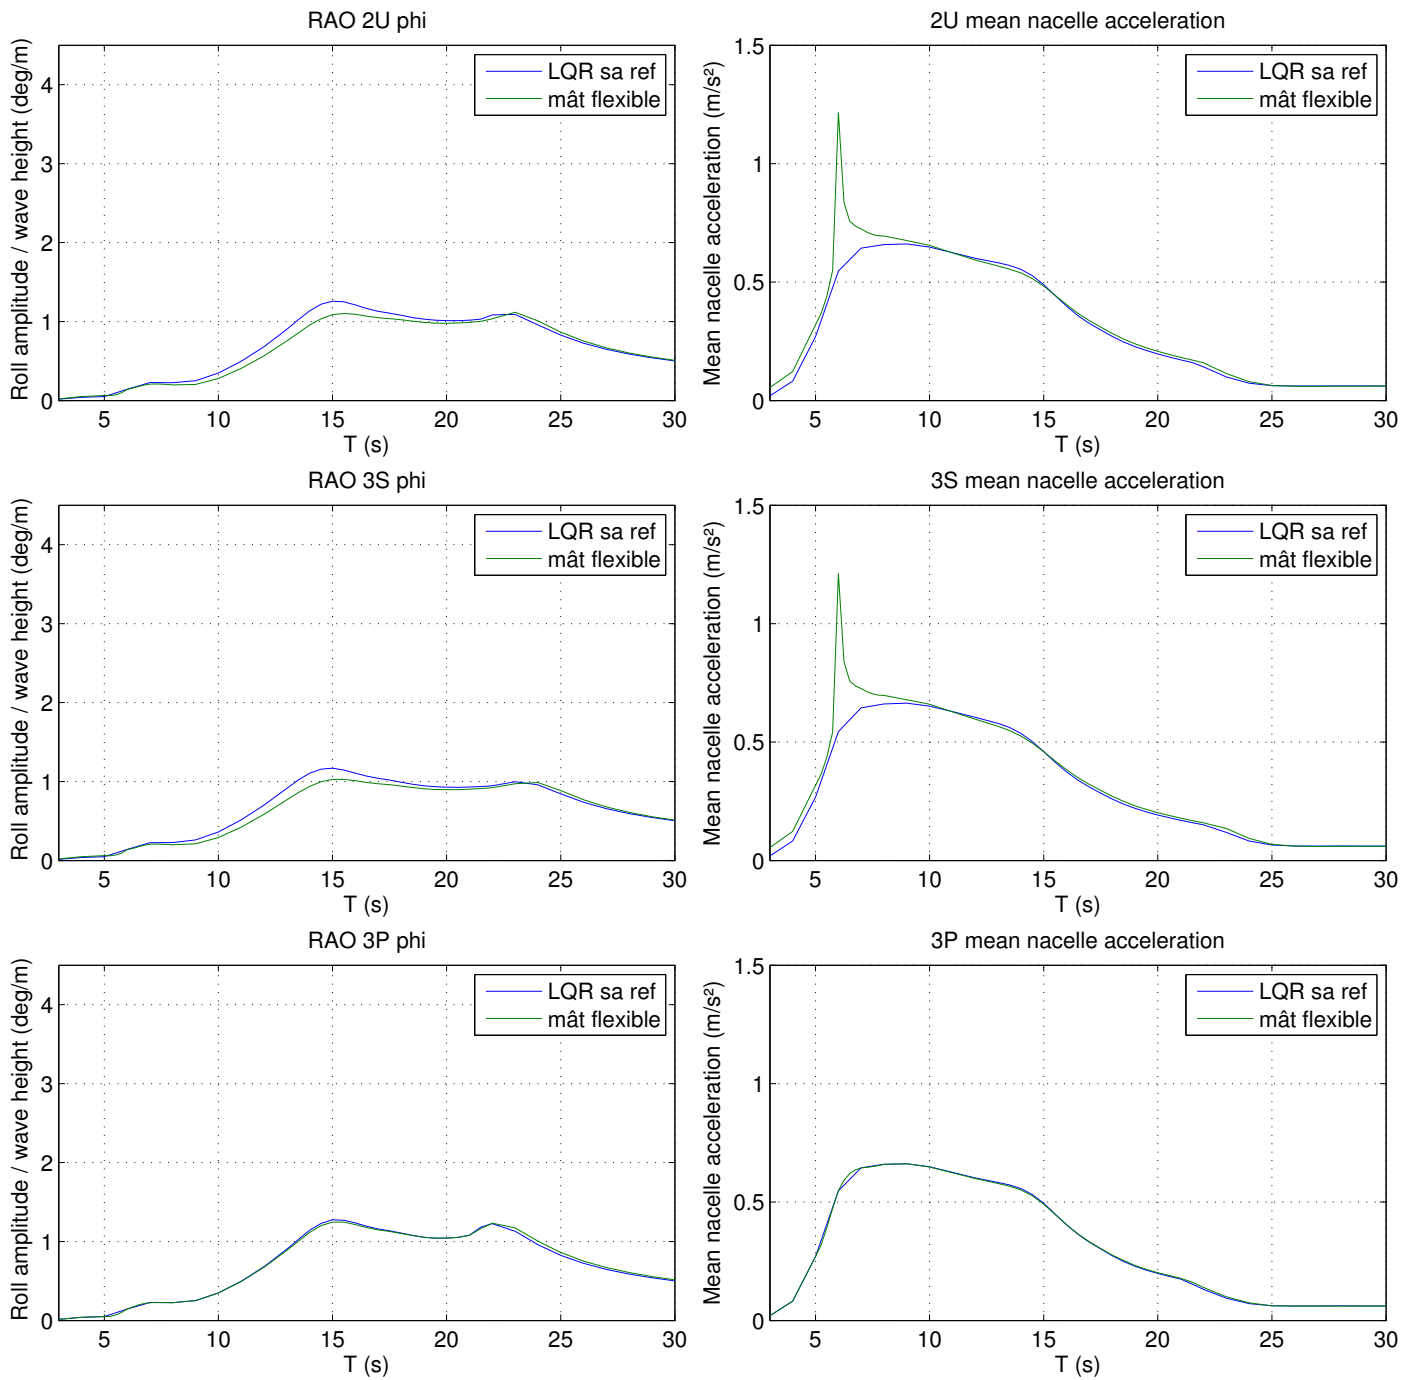 RAO 2U phi
Roll amplitude / wave height (deg/m)
4
3
2
1
0
5 10 15 20 25 30
T (s)
LQR sa ref
mât flexible
2U mean nacelle acceleration
Mean nacelle acceleration (m/s²)
1.5
1
0.5
0
5 10 15 20 25 30
T (s)
LQR sa ref
mât flexible
RAO 3S phi
Roll amplitude / wave height (deg/m)
4
3
2
1
0
5 10 15 20 25 30
T (s)
LQR sa ref
mât flexible
3S mean nacelle acceleration
Mean nacelle acceleration (m/s²)
1.5
1
0.5
0
5 10 15 20 25 30
T (s)
LQR sa ref
mât flexible
RAO 3P phi
Roll amplitude / wave height (deg/m)
4
3
2
1
0
5 10 15 20 25 30
T (s)
LQR sa ref
mât flexible
3P mean nacelle acceleration
Mean nacelle acceleration (m/s²)
1.5
1
0.5
0
5 10 15 20 25 30
T (s)
LQR sa ref
mât flexible